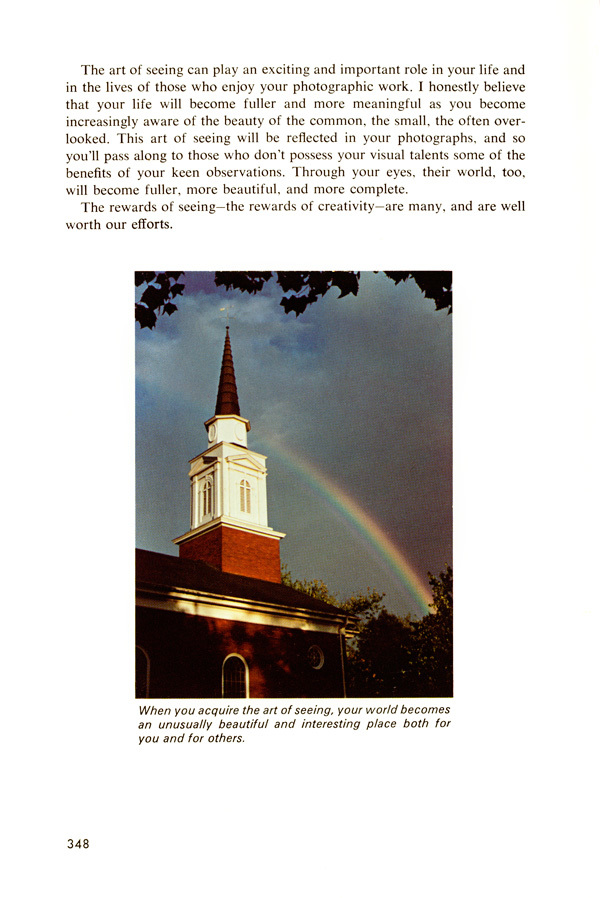 The art of seeing can play an exciting and important role in your life and
in the lives of those who enjoy your photographic work. I honestly believe
that your life will become fuller and more meaningful as you become
increasingly aware of the beauty of the common, the small, the often over-
looked. This art of seeing will be reflected in your photographs, and so
you'll pass along to those who don't possess your visual talents some of the
benefits of your keen observations. Through your eyes, their world, too,
will become fuller, more beautiful, and more complete.
The rewards of seeing—the rewards of creativity—are many, and are well
worth our efforts.
When you acquire the art of seeing, your world becomes
an unusually beautiful and interesting place both for
you and for others.
348